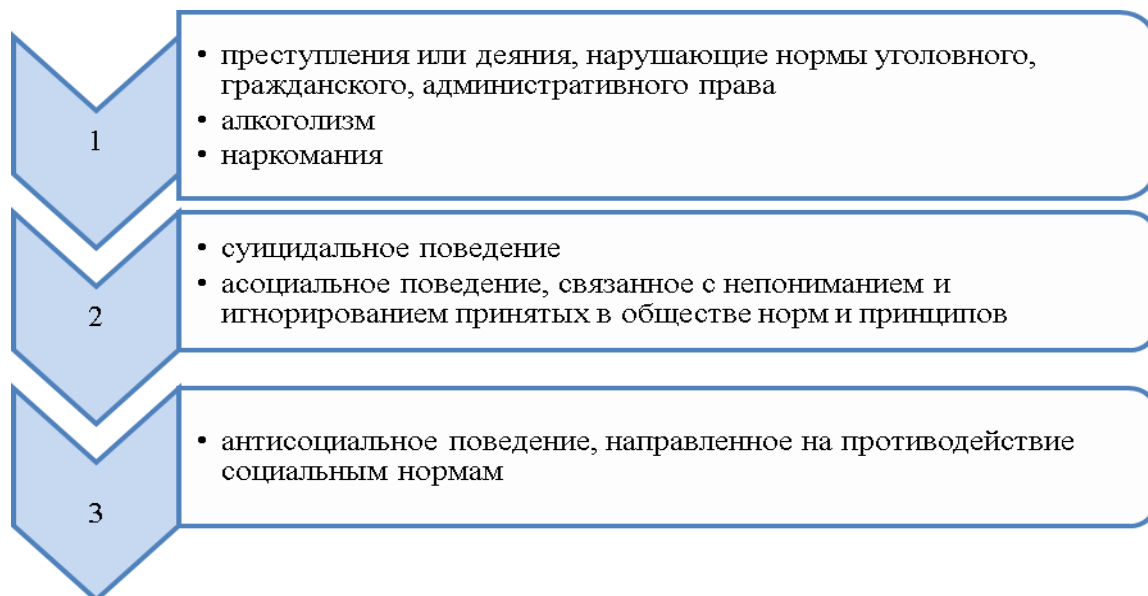 1
• преступления или деяния, нарушающие нормы уголовного,
гражданского, административного права
• алкоголизм
• наркомания
2
• суицидальное поведение
• асоциальное поведение, связанное с непониманием и
игнорированием принятых в обществе норм и принципов
3
• антисоциальное поведение, направленное на противодействие
социальным нормам